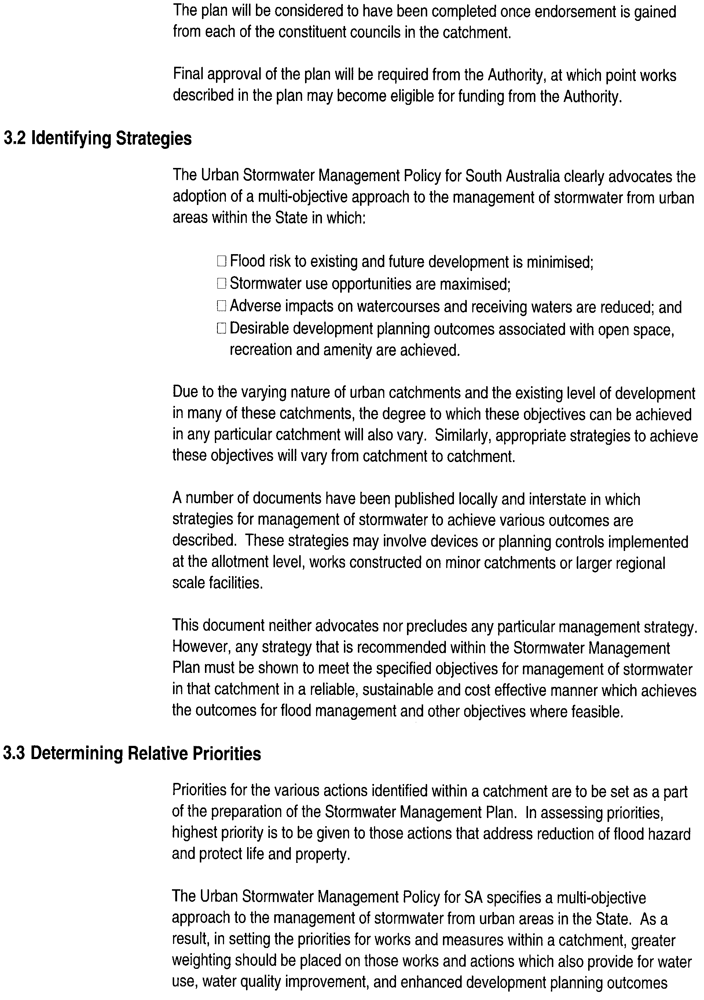 The plan will be considered to have been completed once endorsement is gained
from each of the constituent councils in the catchment.
Final approval of the plan will be required from the Authority, at which point works
described in the plan may become eligible for funding from the Authority.
3.2 Identifying Strategies
The Urban Stormwater Management Policy for South Australia clearly advocates the
adoption of a multi-objective approach to the management of stormwater from urban
areas within the State in which:
□ Flood risk to existing and future development is minimised;
□ Stormwater use opportunities are maximised;
□ Adverse impacts on watercourses and receiving waters are reduced; and
□ Desirable development planning outcomes associated with open space,
recreation and amenity are achieved.
Due to the varying nature of urban catchments and the existing level of development
in many of these catchments, the degree to which these objectives can be achieved
in any particular catchment will also vary.  Similarly, appropriate strategies to achieve
these objectives will vary from catchment to catchment.
A number of documents have been published locally and interstate in which
strategies for management of stormwater to achieve various outcomes are
described.  These strategies may involve devices or planning controls implemented
at the allotment level, works constructed on minor catchments or larger regional
scale facilities.
This document neither advocates nor precludes any particular management strategy.
However, any strategy that is recommended within the Stormwater Management
Plan must be shown to meet the specified objectives for management of stormwater
in that catchment in a reliable, sustainable and cost effective manner which achieves
the outcomes for flood management and other objectives where feasible.
3.3 Determining Relative Priorities
Priorities for the various actions identified within a catchment are to be set as a part
of the preparation of the Stormwater Management Plan.  In assessing priorities,
highest priority is to be given to those actions that address reduction of flood hazard
and protect life and property.
The Urban Stormwater Management Policy for SA specifies a multi-objective
approach to the management of stormwater from urban areas in the State.  As a
result, in setting the priorities for works and measures within a catchment, greater
weighting should be placed on those works and actions which also provide for water
use, water quality improvement, and enhanced development planning outcomes